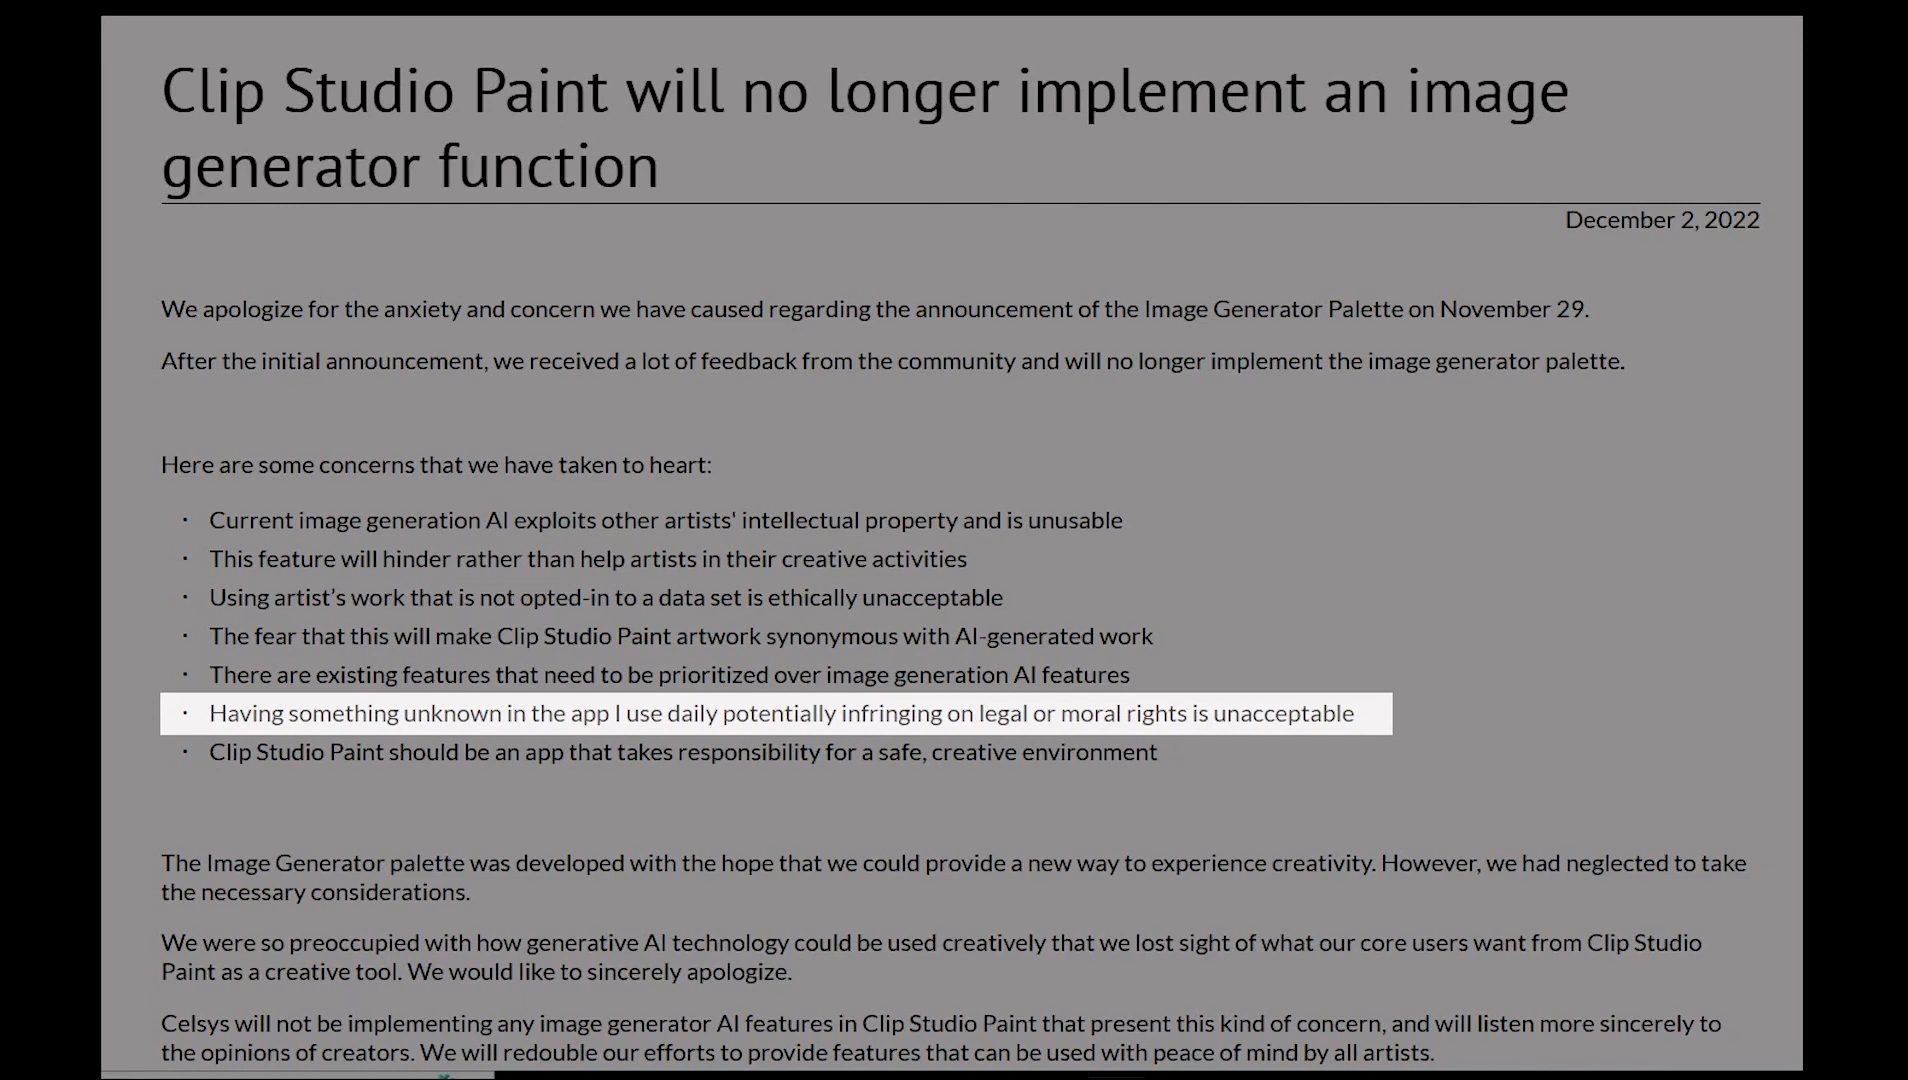 Clip Studio Paint will no longer implement an image
generator function
December 2, 2022
We apologize for the anxiety and concern we have caused regarding the announcement of the Image Generator Palette on November 29.
After the initial announcement, we received a lot of feedback from the community and will no longer implement the image generator palette.
Here are some concerns that we have taken to heart:
· Current image generation AI exploits other artists' intellectual property and is unusable
· This feature will hinder rather than help artists in their creative activities
· Using artist’s work that is not opted-in to a data set is ethically unacceptable
· The fear that this will make Clip Studio Paint artwork synonymous with AI-generated work
· There are existing features that need to be prioritized over image generation AI features
· Having something unknown in the app I use daily potentially infringing on legal or moral rights is unacceptable
· Clip Studio Paint should be an app that takes responsibility for a safe, creative environment
The Image Generator palette was developed with the hope that we could provide a new way to experience creativity. However, we had neglected to take
the necessary considerations.
We were so preoccupied with how generative AI technology could be used creatively that we lost sight of what our core users want from Clip Studio
Paint as a creative tool. We would like to sincerely apologize.
Celsys will not be implementing any image generator AI features in Clip Studio Paint that present this kind of concern, and will listen more sincerely to
the opinions of creators. We will redouble our efforts to provide features that can be used with peace of mind by all artists.